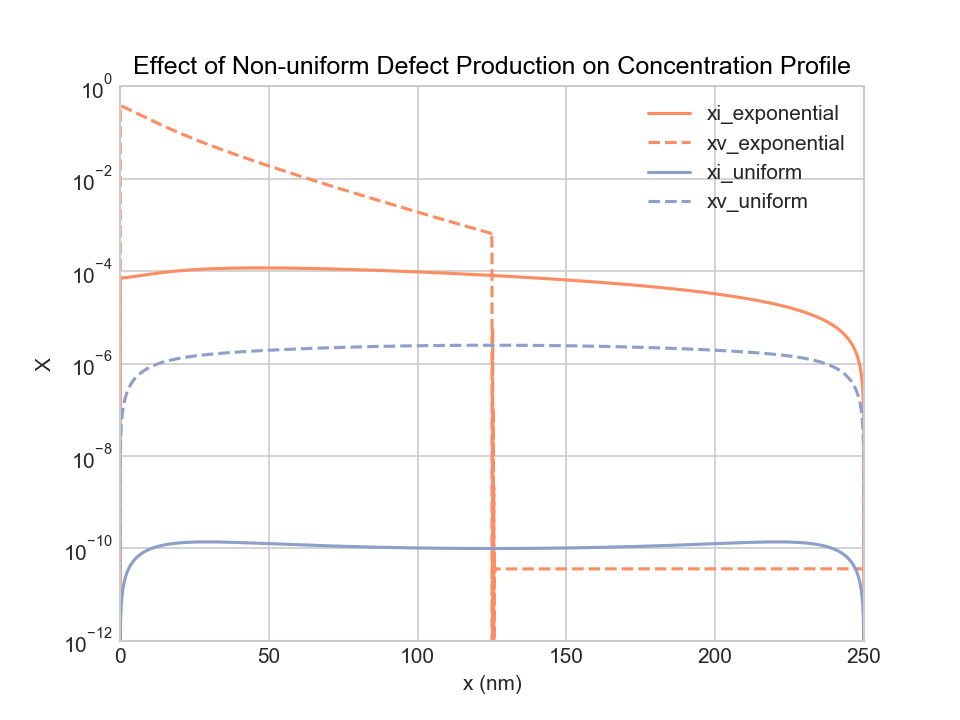 Effect of Non-uniform Defect Production on Concentration Profile
xi_exponential
xv_exponential
xi_uniform
xv_uniform
10^0
10^−2
10^−4
10^−6
10^−8
10^−10
10^−12
X
0 50 100 150 200 250
x (nm)